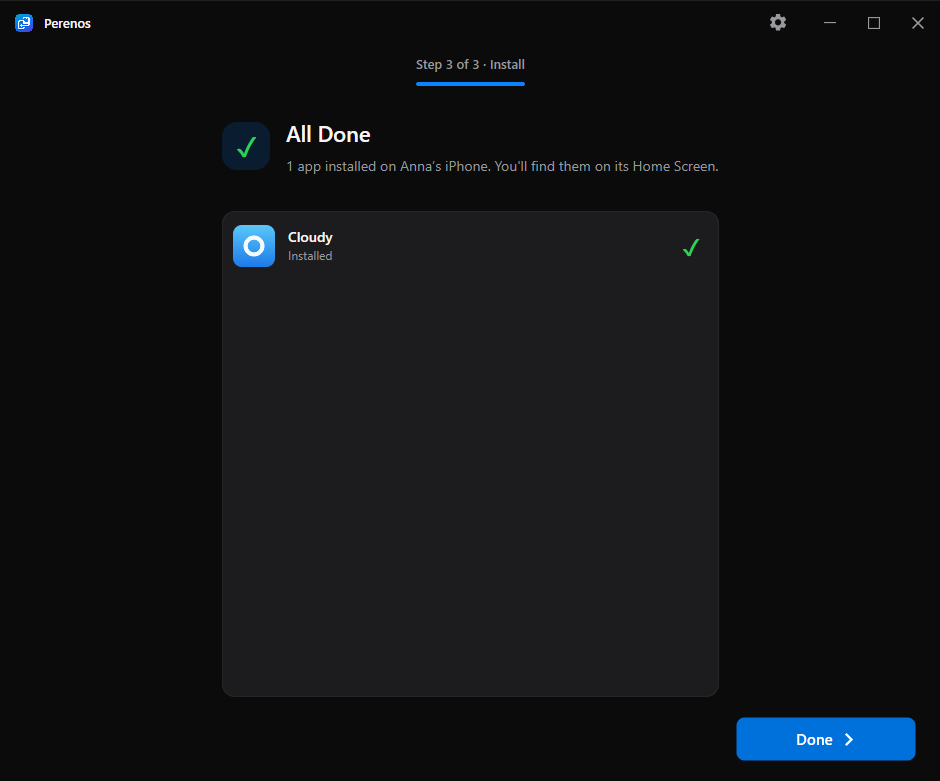 Perenos
Step 3 of 3 · Install
All Done
1 app installed on Anna’s iPhone. You'll find them on its Home Screen.
Cloudy
Installed
Done